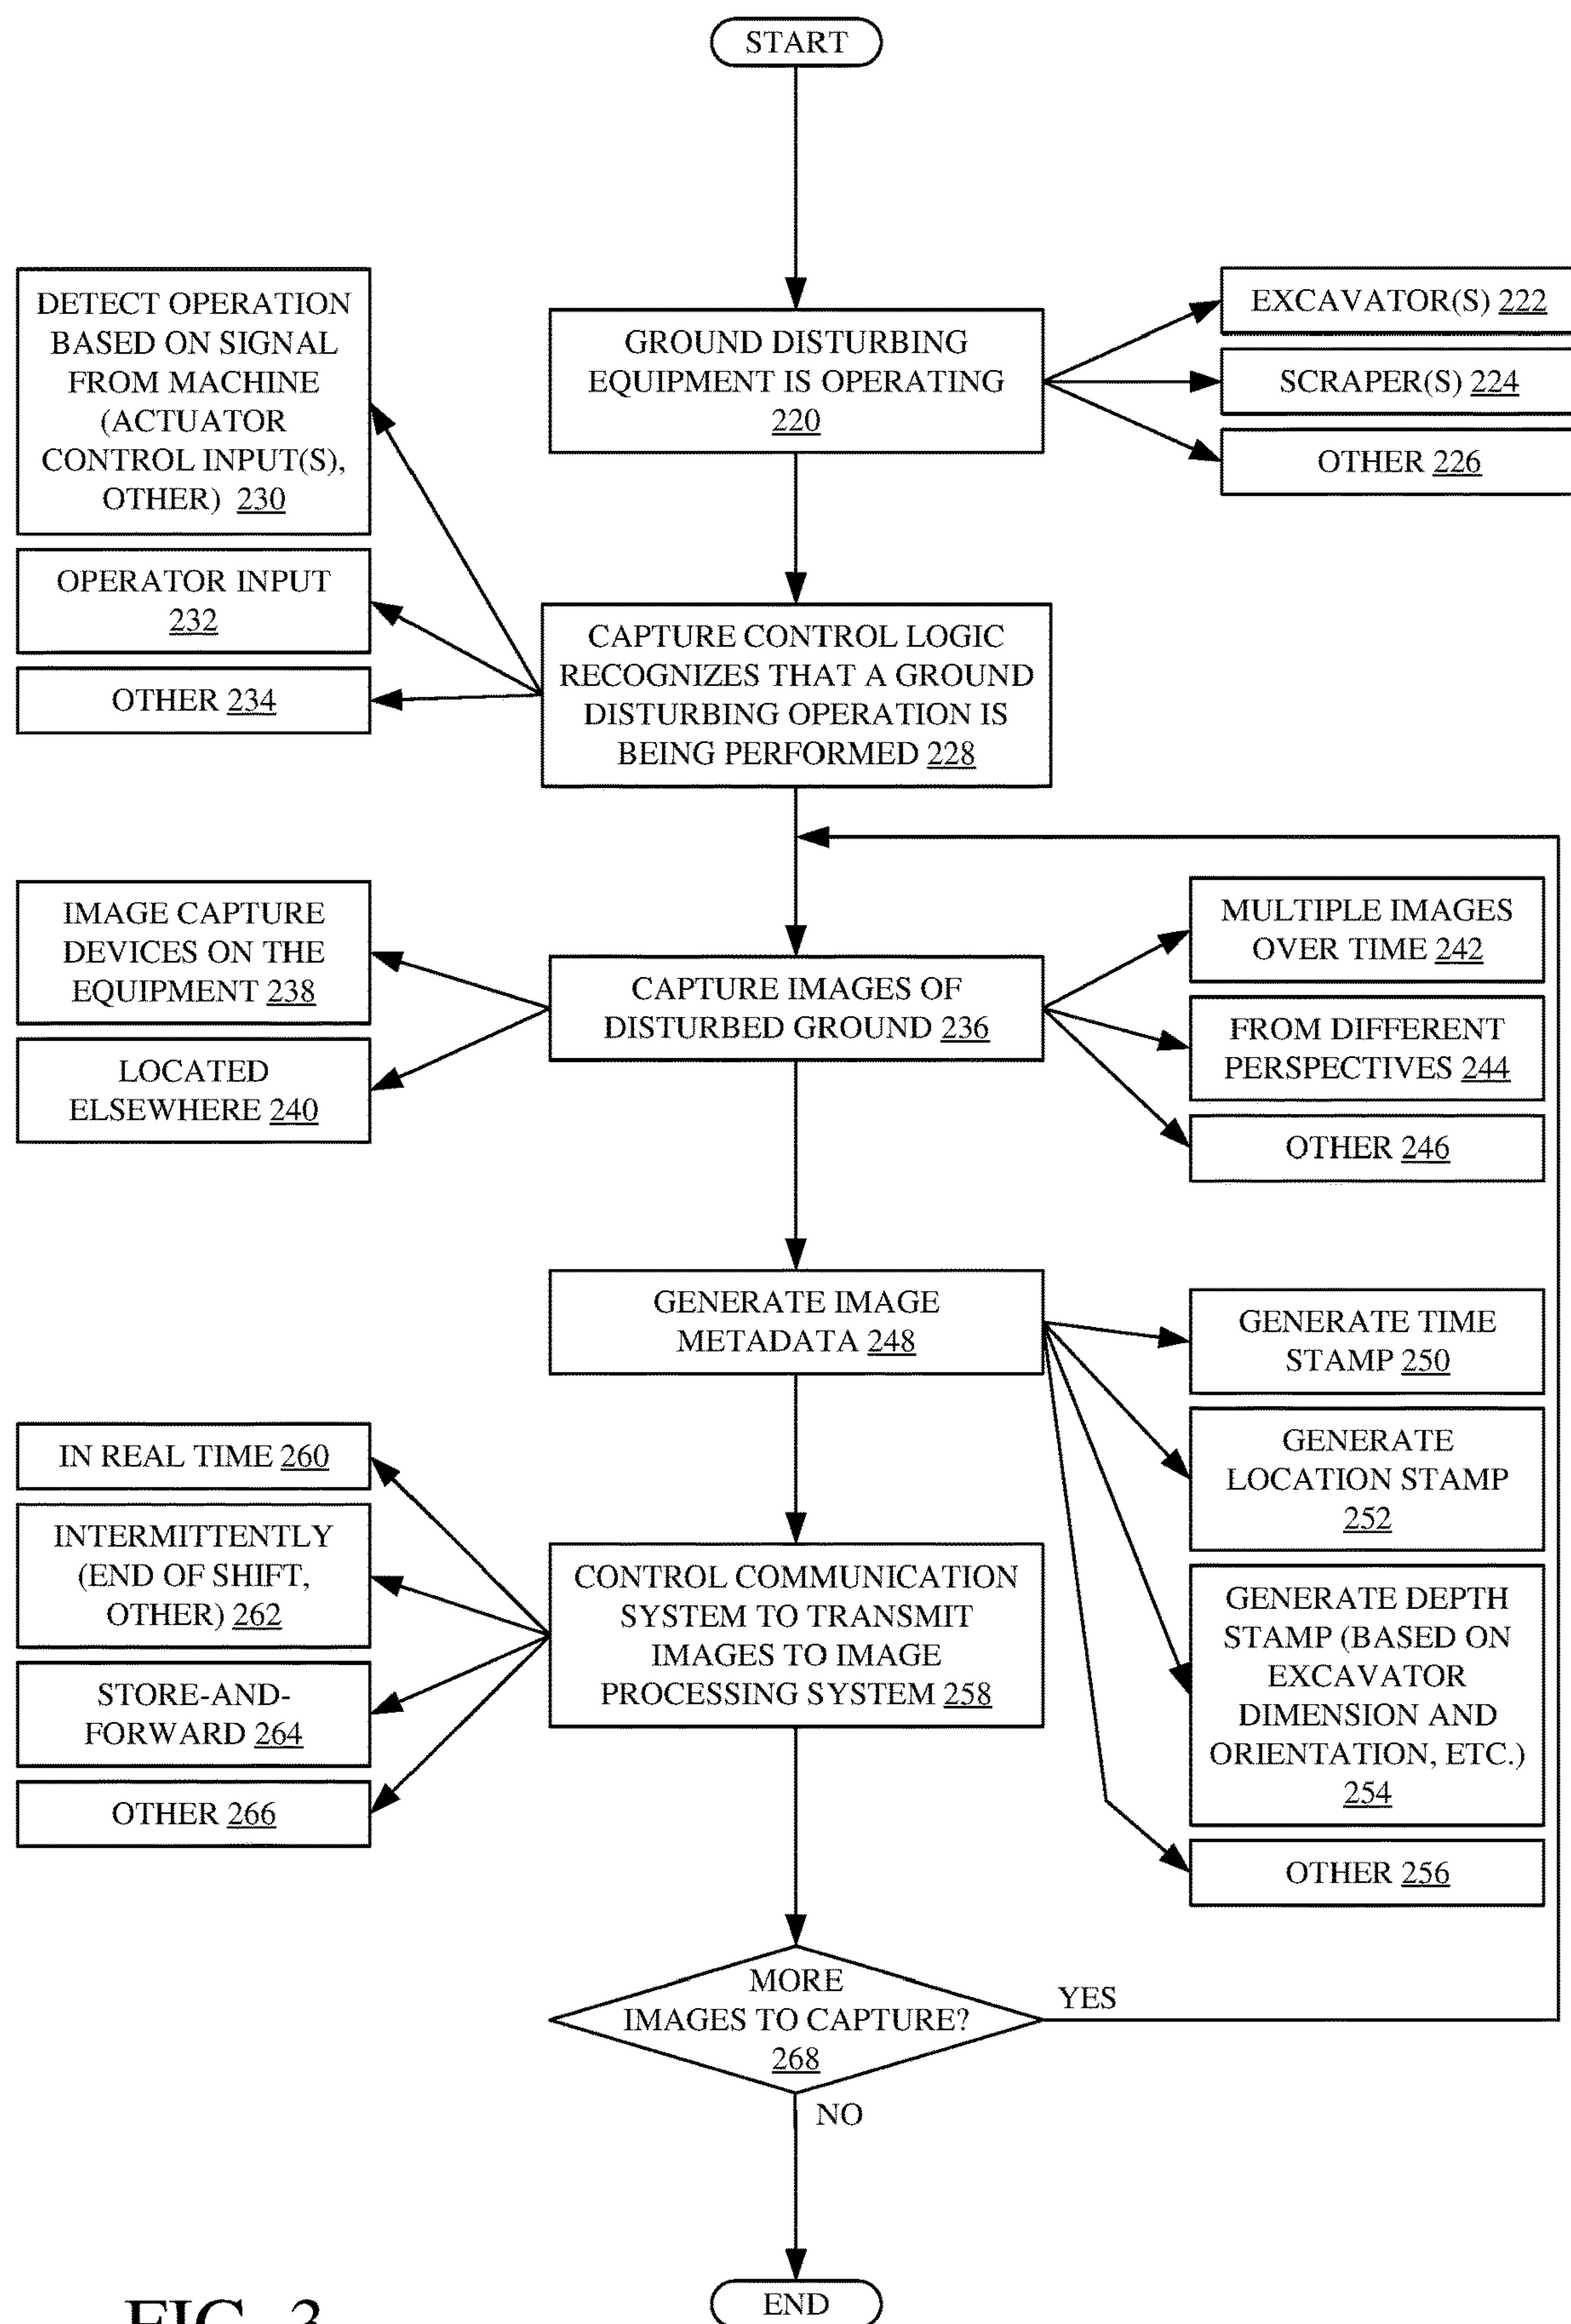 START
GROUND DISTURBING
EQUIPMENT IS OPERATING
220
EXCAVATOR(S) 222
SCRAPER(S) 224
OTHER 226
DETECT OPERATION
BASED ON SIGNAL
FROM MACHINE
(ACTUATOR
CONTROL INPUT(S),
OTHER) 230
OPERATOR INPUT
232
OTHER 234
CAPTURE CONTROL LOGIC
RECOGNIZES THAT A GROUND
DISTURBING OPERATION IS
BEING PERFORMED 228
IMAGE CAPTURE
DEVICES ON THE
EQUIPMENT 238
LOCATED
ELSEWHERE 240
CAPTURE IMAGES OF
DISTURBED GROUND 236
MULTIPLE IMAGES
OVER TIME 242
FROM DIFFERENT
PERSPECTIVES 244
OTHER 246
GENERATE IMAGE
METADATA 248
GENERATE TIME
STAMP 250
GENERATE
LOCATION STAMP
252
GENERATE DEPTH
STAMP (BASED ON
EXCAVATOR
DIMENSION AND
ORIENTATION, ETC.)
254
OTHER 256
IN REAL TIME 260
INTERMITTENTLY
(END OF SHIFT,
OTHER) 262
STORE-AND-
FORWARD 264
OTHER 266
CONTROL COMMUNICATION
SYSTEM TO TRANSMIT
IMAGES TO IMAGE
PROCESSING SYSTEM 258
MORE
IMAGES TO CAPTURE?
268
YES
NO
END
FIG. 3